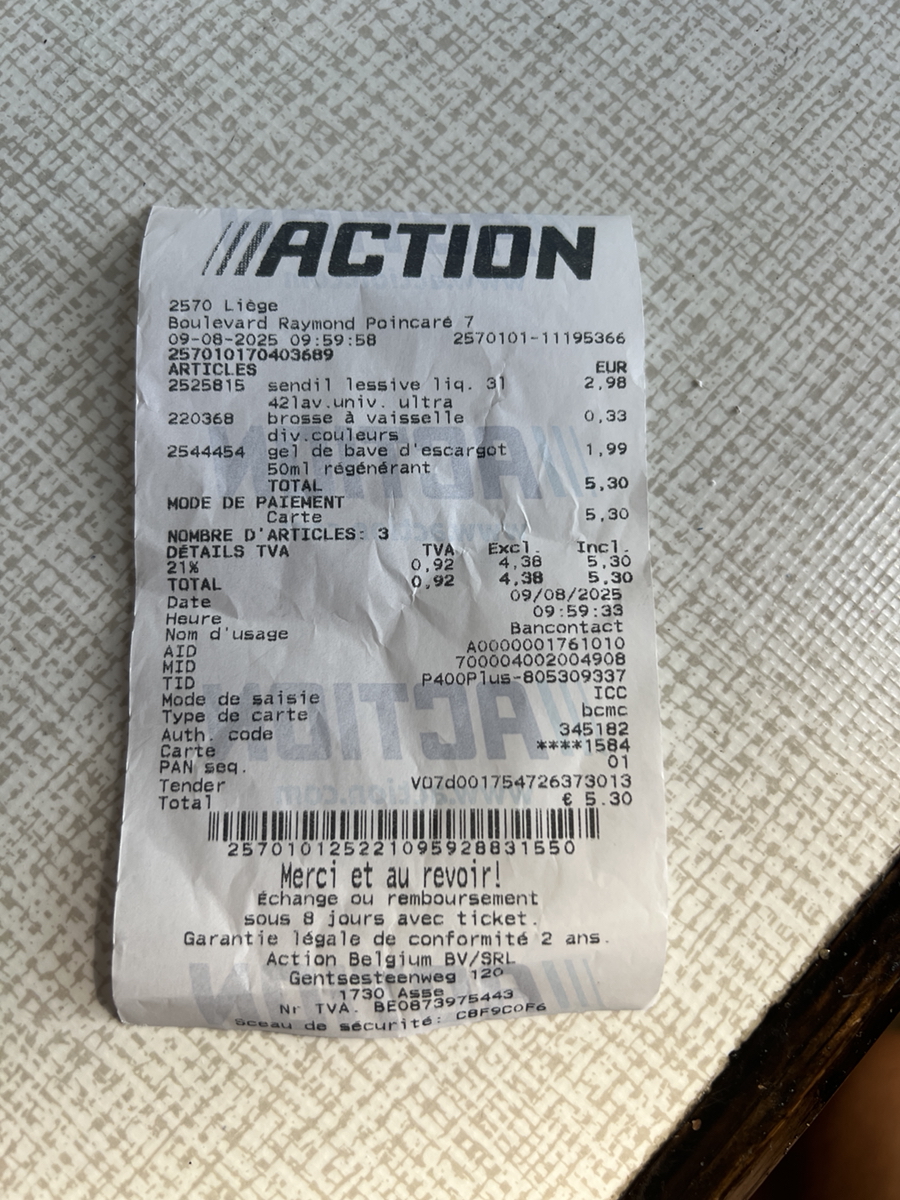 ACTION
2570 Liège
Boulevard Raymond Poincaré 7
09-08-2025 09:59:58 2570101-11195366
257010170403689
ARTICLES EUR
2525815 sendil lessive liq. 3l 2,98
42lav.univ. ultra
220368 brosse à vaisselle 0,33
div.couleurs
2544454 gel de bave d'escargot 1,99
50ml régénérant
TOTAL 5,30
MODE DE PAIEMENT
Carte 5,30
NOMBRE D'ARTICLES: 3
DÉTAILS TVA TVA Excl. Incl.
21% 0,92 4,38 5,30
TOTAL 0,92 4,38 5,30
Date 09/08/2025
Heure 09:59:33
Nom d'usage Bancontact
AID A0000001761010
MID 700004002004908
TID P400Plus-805309337
Mode de saisie ICC
Type de carte bcmc
Auth. code 345182
Carte ****1584
PAN seq. 01
Tender V07d001754726373013
Total € 5.30
257010125221095928831550
Merci et au revoir!
Échange ou remboursement
sous 8 jours avec ticket.
Garantie légale de conformité 2 ans.
Action Belgium BV/SRL
Gentsesteenweg 120
1730 Asse
Nr TVA. BE0873975443
Sceau de sécurité: C8F9C0F6